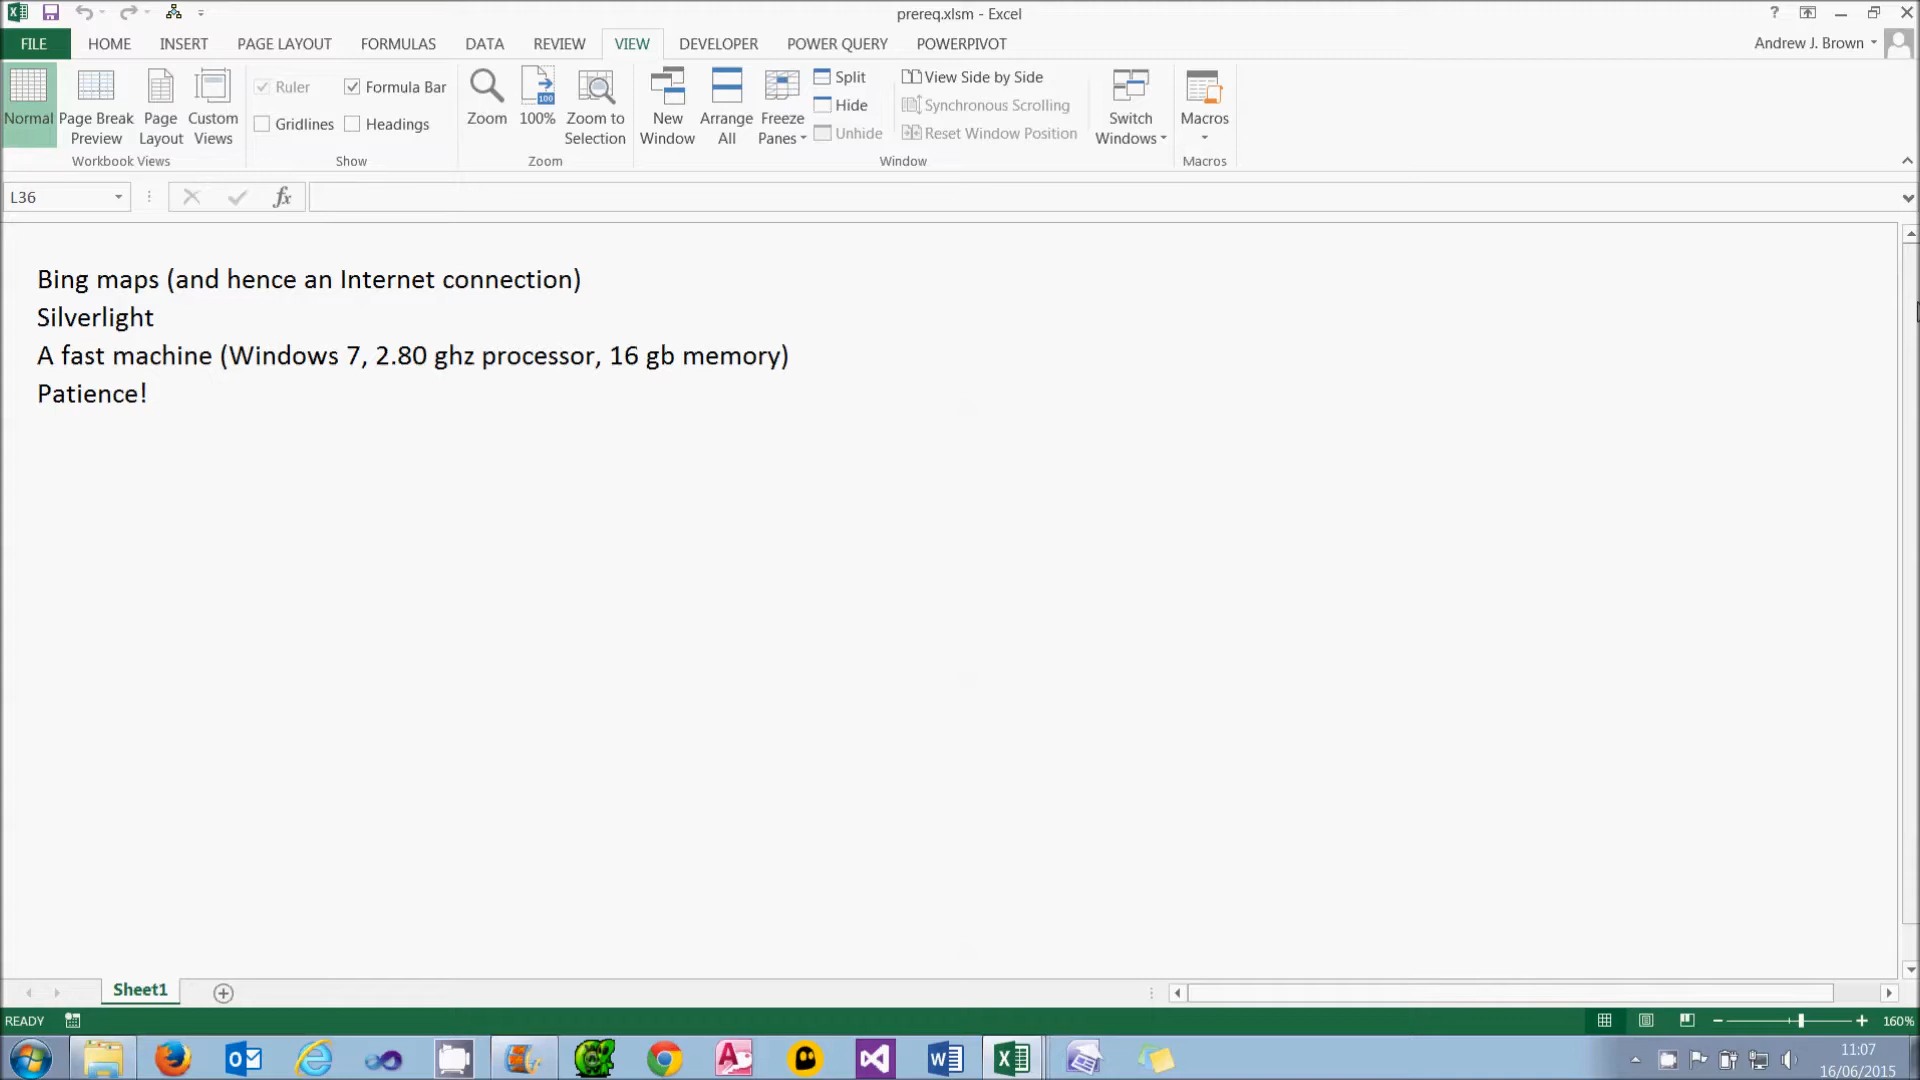 prereq.xlsm - Excel
?
FILE HOME INSERT PAGE LAYOUT FORMULAS DATA REVIEW VIEW DEVELOPER POWER QUERY POWERPIVOT Andrew J. Brown
Normal
Page Break Preview
Page Layout
Custom Views
Workbook Views
Ruler
Formula Bar
Gridlines
Headings
Show
Zoom
100%
Zoom to Selection
Zoom
New Window
Arrange All
Freeze Panes
Split
Hide
Unhide
View Side by Side
Synchronous Scrolling
Reset Window Position
Window
Switch Windows
Macros
Macros
L36
fx
Bing maps (and hence an Internet connection)
Silverlight
A fast machine (Windows 7, 2.80 ghz processor, 16 gb memory)
Patience!
Sheet1
READY
160%
11:07
16/06/2015